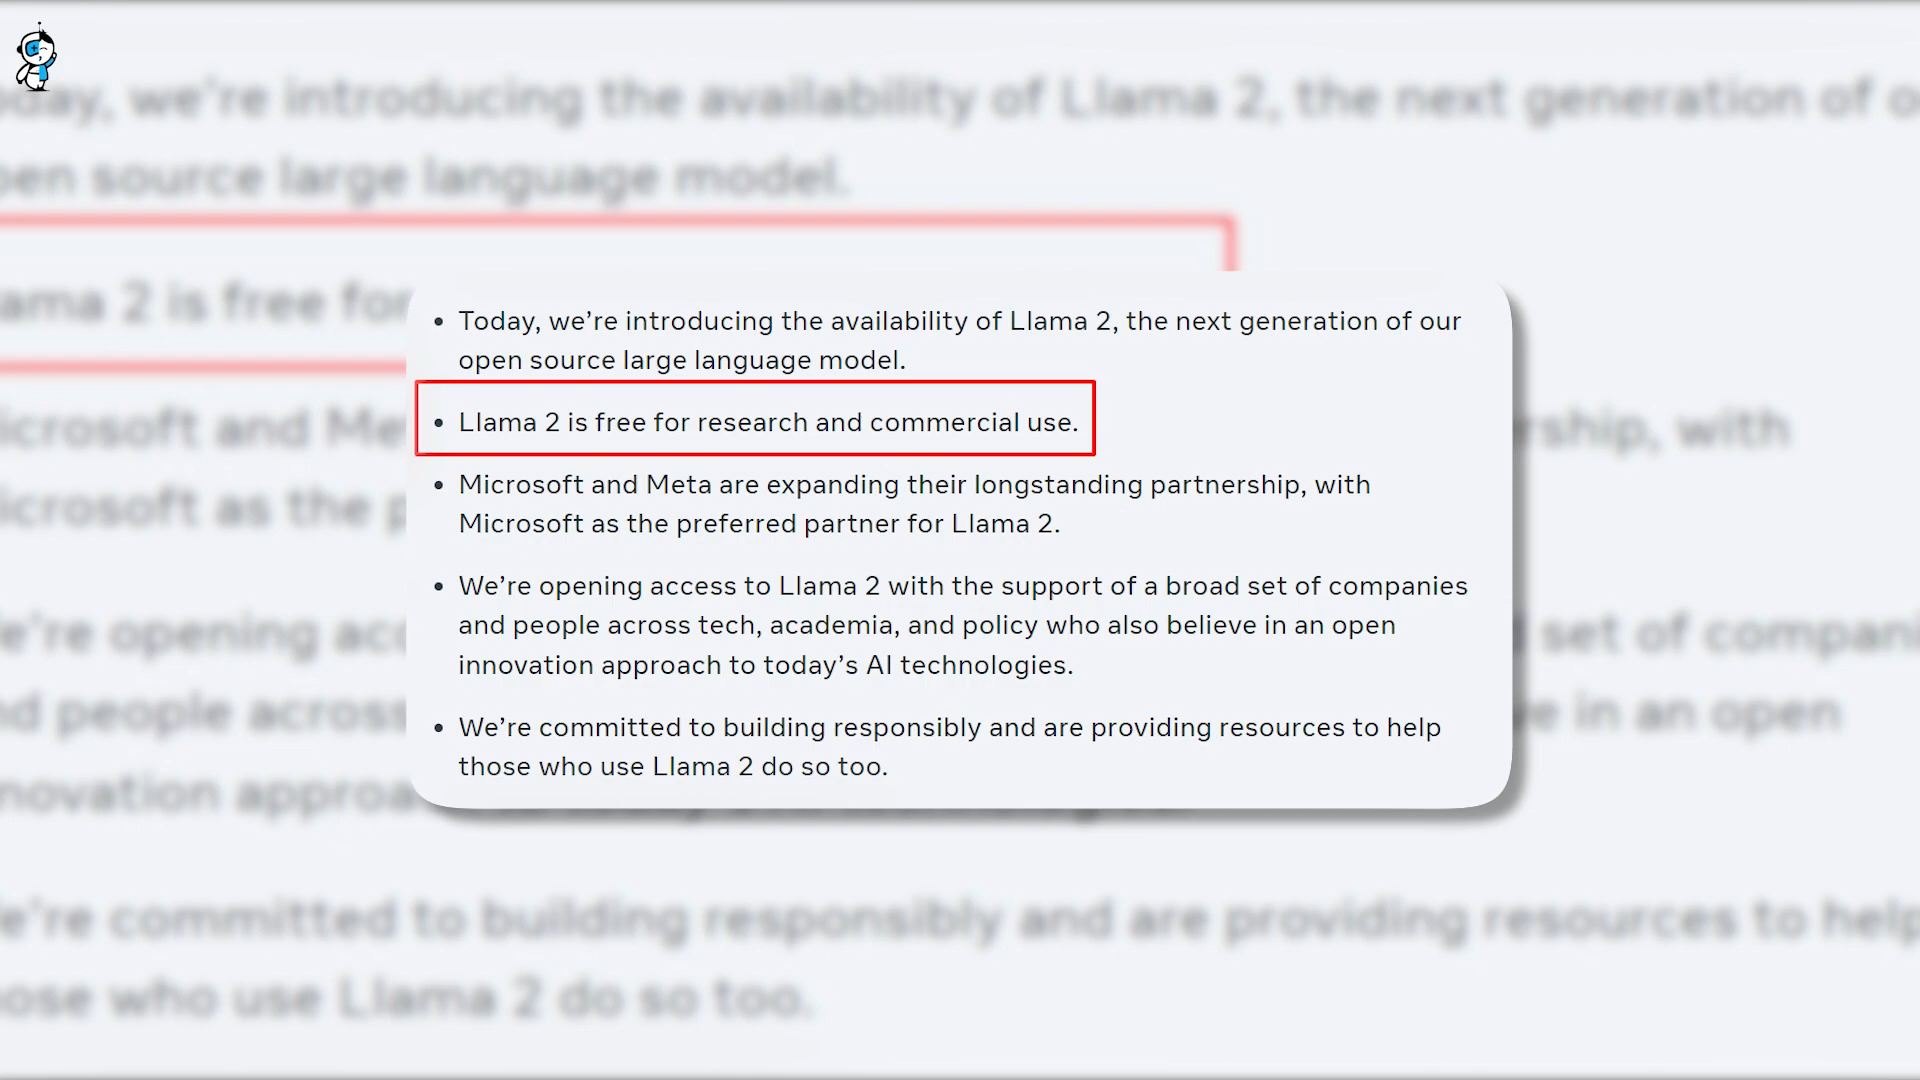 Today, we’re introducing the availability of Llama 2, the next generation of our
open source large language model.
Llama 2 is free for research and commercial use.
Microsoft and Meta are expanding their longstanding partnership, with
Microsoft as the preferred partner for Llama 2.
We’re opening access to Llama 2 with the support of a broad set of companies
and people across tech, academia, and policy who also believe in an open
innovation approach to today’s AI technologies.
We’re committed to building responsibly and are providing resources to help
those who use Llama 2 do so too.